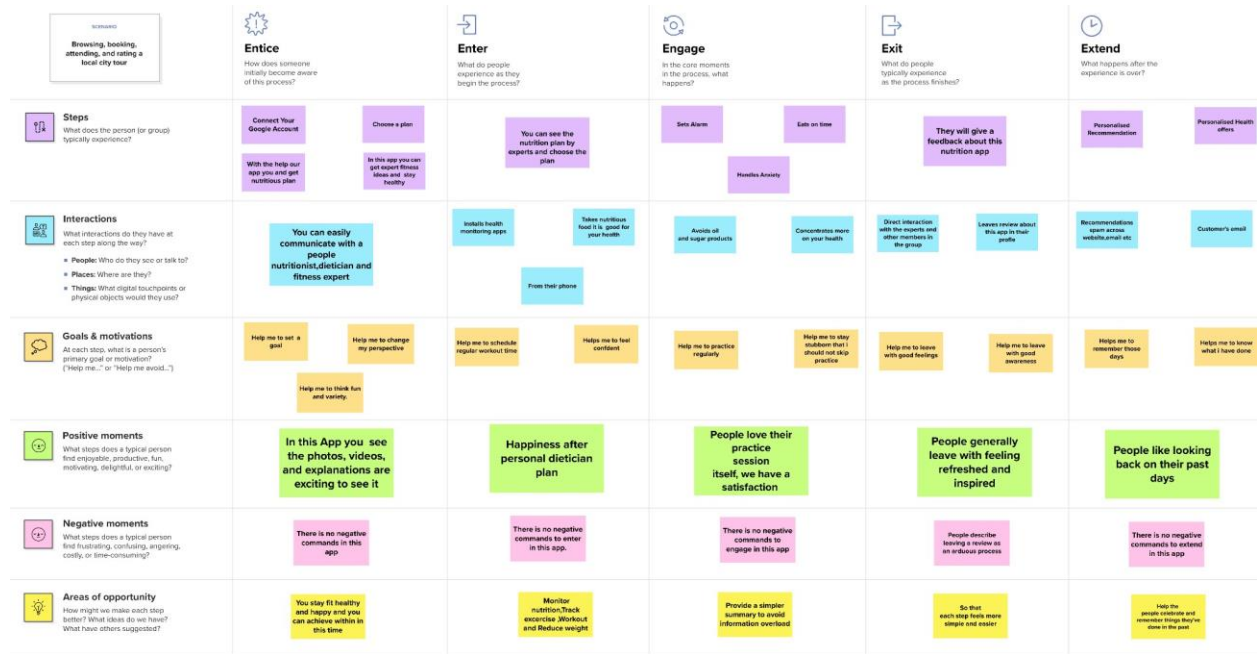 SCENARIO
Browsing, booking,
attending, and rating a
local city tour
Entice
How does someone
initially become aware
of this process?
Enter
What do people
experience as they
begin the process?
Engage
In the core moments
in the process, what
happens?
Exit
What do people
typically experience
as the process finishes?
Extend
What happens after the
experience is over?
Steps
What does the person (or group)
typically experience?
Connect Your
Google Account
Choose a plan
With the help our
app you and get
nutritious plan
In this app you can
get expert fitness
ideas and stay
healthy
You can see the
nutrition plan by
experts and choose the
plan
Sets Alarm
Eats on time
Handles Anxiety
They will give a
feedback about this
nutrition app
Personalised
Recommendation
Personalised Health
offers
Interactions
What interactions do they have at
each step along the way?
People: Who do they see or talk to?
Places: Where are they?
Things: What digital touchpoints or
physical objects would they use?
You can easily
communicate with a
people
nutritionist,dietician and
fitness expert
Installs health
monitoring apps
Takes nutritious
food it is good for
your health
From their phone
Avoids oil
and sugar products
Concentrates more
on your health
Direct interaction
with the experts and
other members in
the group
Leaves review about
this app in their
profile
Recommendations
spam across
website,email etc
Customer's email
Goals & motivations
At each step, what is a person's
primary goal or motivation?
("Help me..." or "Help me avoid...")
Help me to set a
goal
Help me to change
my perspective
Help me to think fun
and variety.
Help me to schedule
regular workout time
Helps me to feel
confident
Help me to practice
regularly
Help me to stay
stubborn that i
should not skip
practice
Help me to leave
with good feelings
Help me to leave
with good
awareness
Helps me to
remember those
days
Helps me to know
what i have done
Positive moments
What steps does a typical person
find enjoyable, productive, fun,
motivating, delightful, or exciting?
In this App you see
the photos, videos,
and explanations are
exciting to see it
Happiness after
personal dietician
plan
People love their
practice
session
itself, we have a
satisfaction
People generally
leave with feeling
refreshed and
inspired
People like looking
back on their past
days
Negative moments
What steps does a typical person
find frustrating, confusing, angering,
costly, or time-consuming?
There is no negative
commands in this
app
There is no negative
commands to enter
in this app.
There is no negative
commands to
engage in this app
People describe
leaving a review as
an arduous process
There is no negative
commands to extend
in this app
Areas of opportunity
How might we make each step
better? What ideas do we have?
What have others suggested?
You stay fit healthy
and happy and you
can achieve within in
this time
Monitor
nutrition,Track
excercise ,Workout
and Reduce weight
Provide a simpler
summary to avoid
information overload
So that
each step feels more
simple and easier
Help the
people celebrate and
remember things they've
done in the past